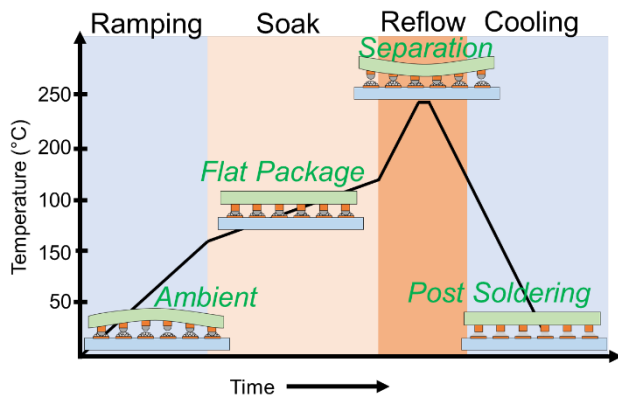 Ramping Soak Reflow Cooling
Separation
250
200
Flat Package
100
150
50
Temperature (°C)
Ambient
Post Soldering
Time